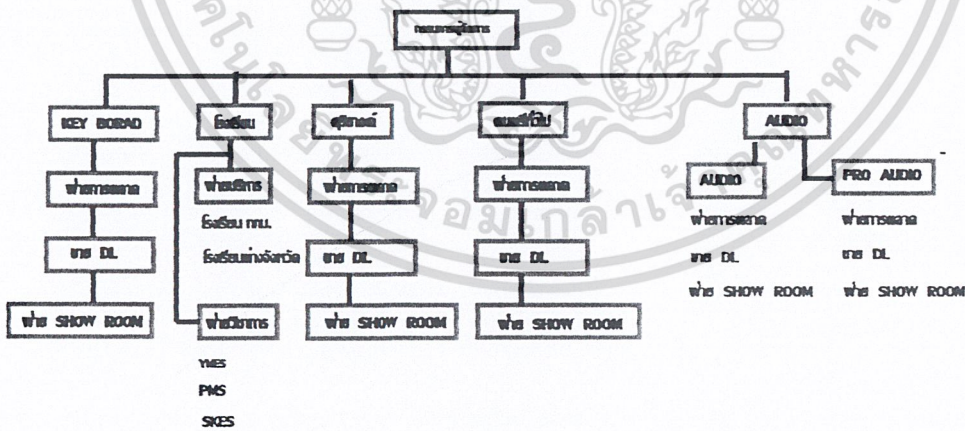 กรรมการผู้จัดการ
KEY BORAD
โรงเรียน
สุริยาศน์
ดนตรีทั่วไป
AUDIO
ฝ่ายการตลาด
ฝ่ายบริการ
ฝ่ายการตลาด
ฝ่ายการตลาด
AUDIO
PRO AUDIO
โรงเรียน กทม.
โรงเรียนต่างจังหวัด
ฝ่ายการตลาด
ฝ่ายการตลาด
ขาย DL
ขาย DL
ขาย DL
ขาย DL
ขาย DL
ฝ่าย SHOW ROOM
ฝ่ายวิชาการ
ฝ่าย SHOW ROOM
ฝ่าย SHOW ROOM
ฝ่าย SHOW ROOM
ฝ่าย SHOW ROOM
YMES
PMS
SKES